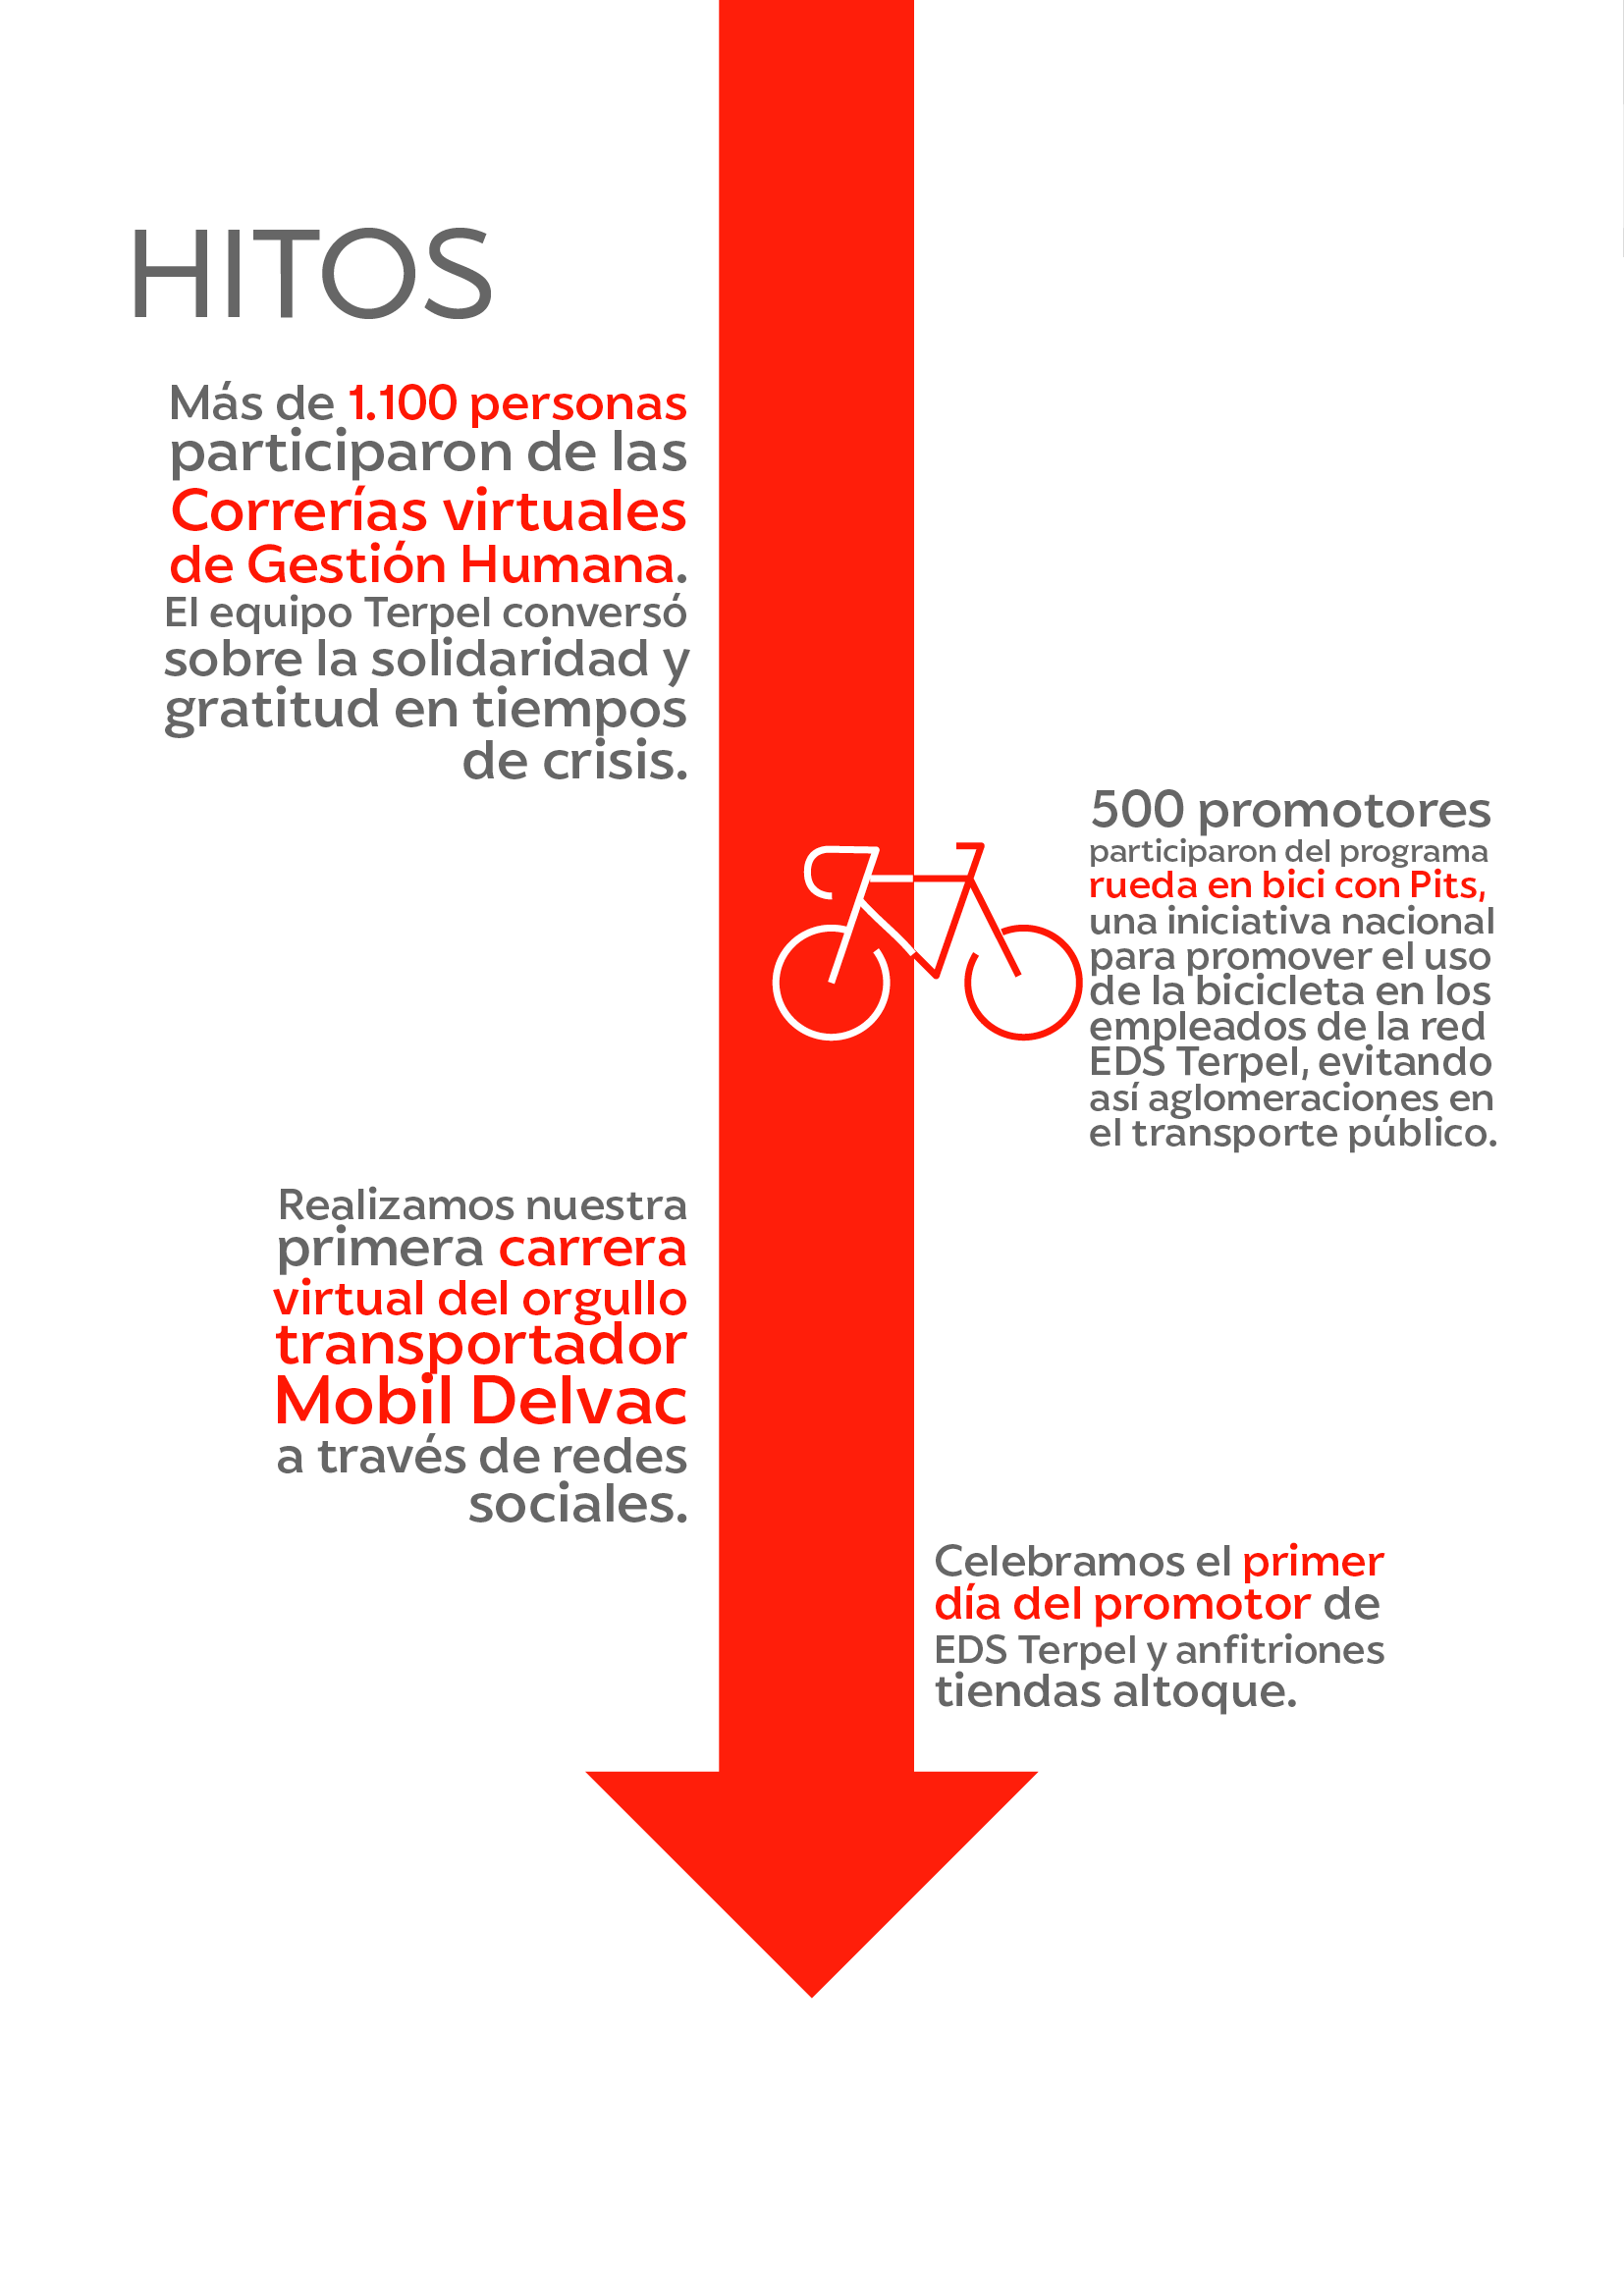 HITOS
Más de 1.100 personas
participaron de las
Correrías virtuales
de Gestión Humana.
El equipo Terpel conversó
sobre la solidaridad y
gratitud en tiempos
de crisis.
500 promotores
participaron del programa
rueda en bici con Pits,
una iniciativa nacional
para promover el uso
de la bicicleta en los
empleados de la red
EDS Terpel, evitando
así aglomeraciones en
el transporte público.
Realizamos nuestra
primera carrera
virtual del orgullo
transportador
Mobil Delvac
a través de redes
sociales.
Celebramos el primer
día del promotor de
EDS Terpel y anfitriones
tiendas altoque.